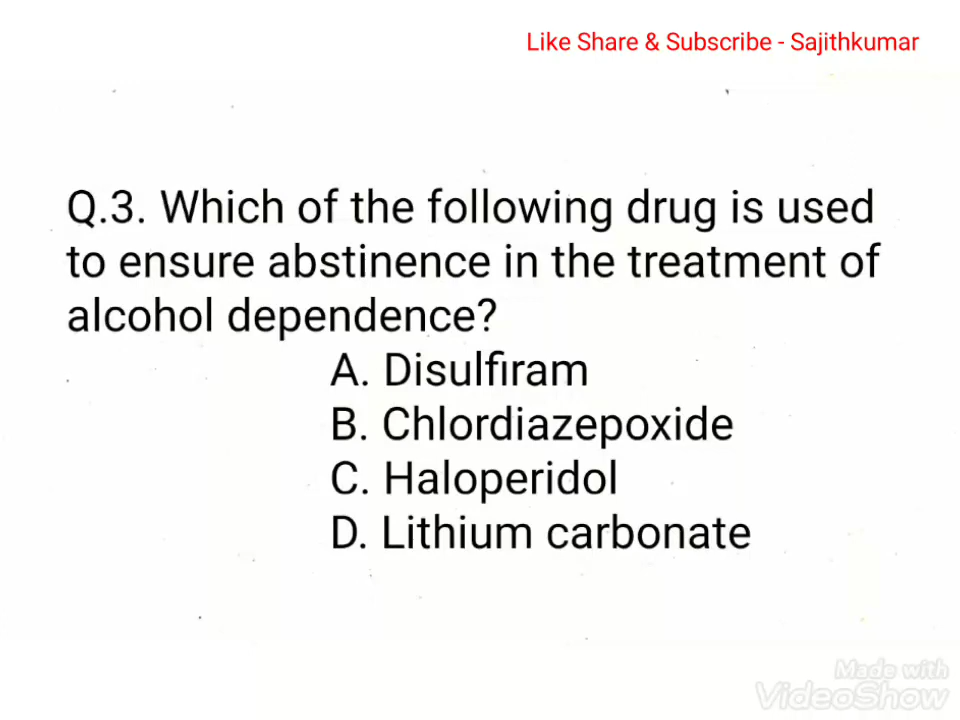 Like Share & Subscribe - Sajithkumar
Q.3. Which of the following drug is used
to ensure abstinence in the treatment of
alcohol dependence?
A. Disulfiram
B. Chlordiazepoxide
C. Haloperidol
D. Lithium carbonate
Made with
VideoShow